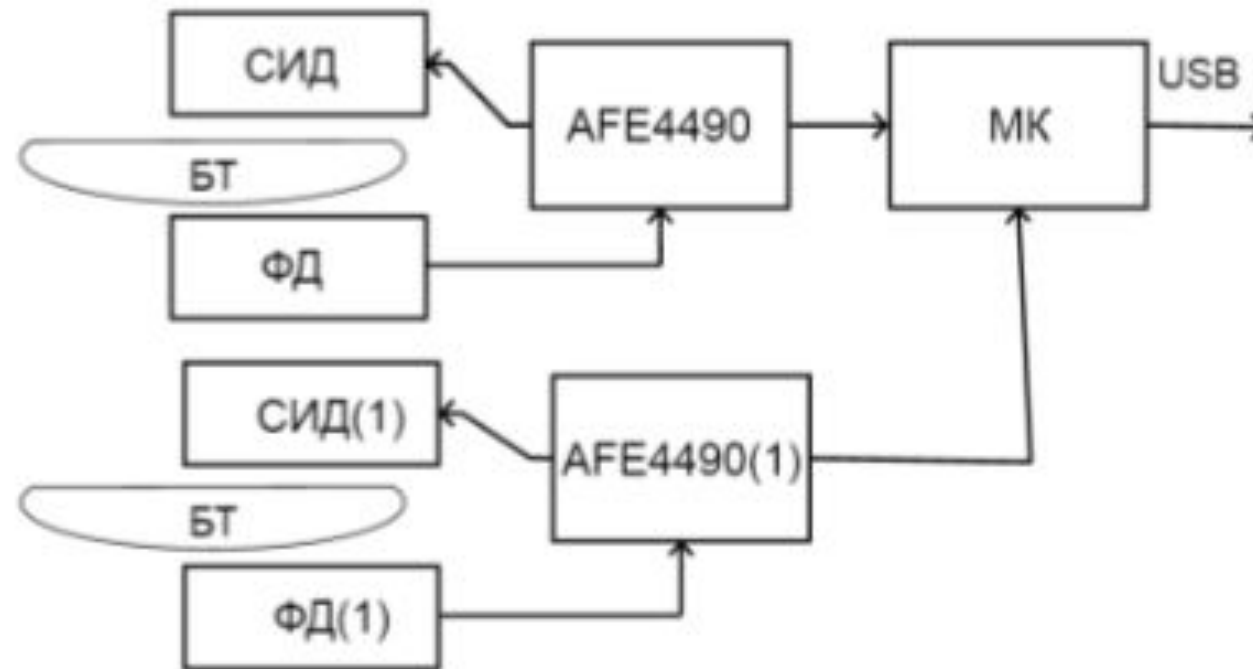 СИД
AFE4490
МК
USB
БТ
ФД
СИД(1)
AFE4490(1)
БТ
ФД(1)